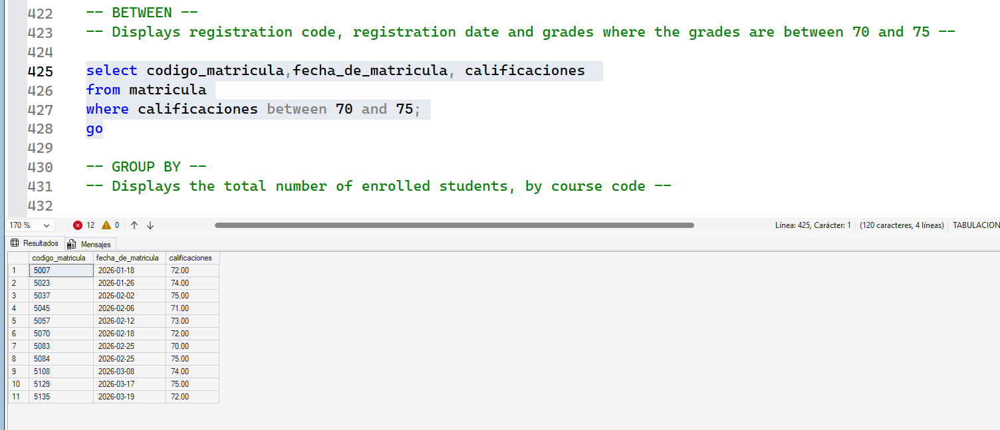 422 -- BETWEEN --
423 -- Displays registration code, registration date and grades where the grades are between 70 and 75 --
424
425 select codigo_matricula,fecha_de_matricula, calificaciones
426 from matricula
427 where calificaciones between 70 and 75;
428 go
429
430 -- GROUP BY --
431 -- Displays the total number of enrolled students, by course code --
432
170 % 12 0 Línea: 425, Carácter: 1 (120 caracteres, 4 líneas) TABULACION
Resultados Mensajes
codigo_matricula fecha_de_matricula calificaciones
1 5007 2026-01-18 72.00
2 5023 2026-01-26 74.00
3 5037 2026-02-02 75.00
4 5045 2026-02-06 71.00
5 5057 2026-02-12 73.00
6 5070 2026-02-18 72.00
7 5083 2026-02-25 70.00
8 5084 2026-02-25 75.00
9 5108 2026-03-08 74.00
10 5129 2026-03-17 75.00
11 5135 2026-03-19 72.00